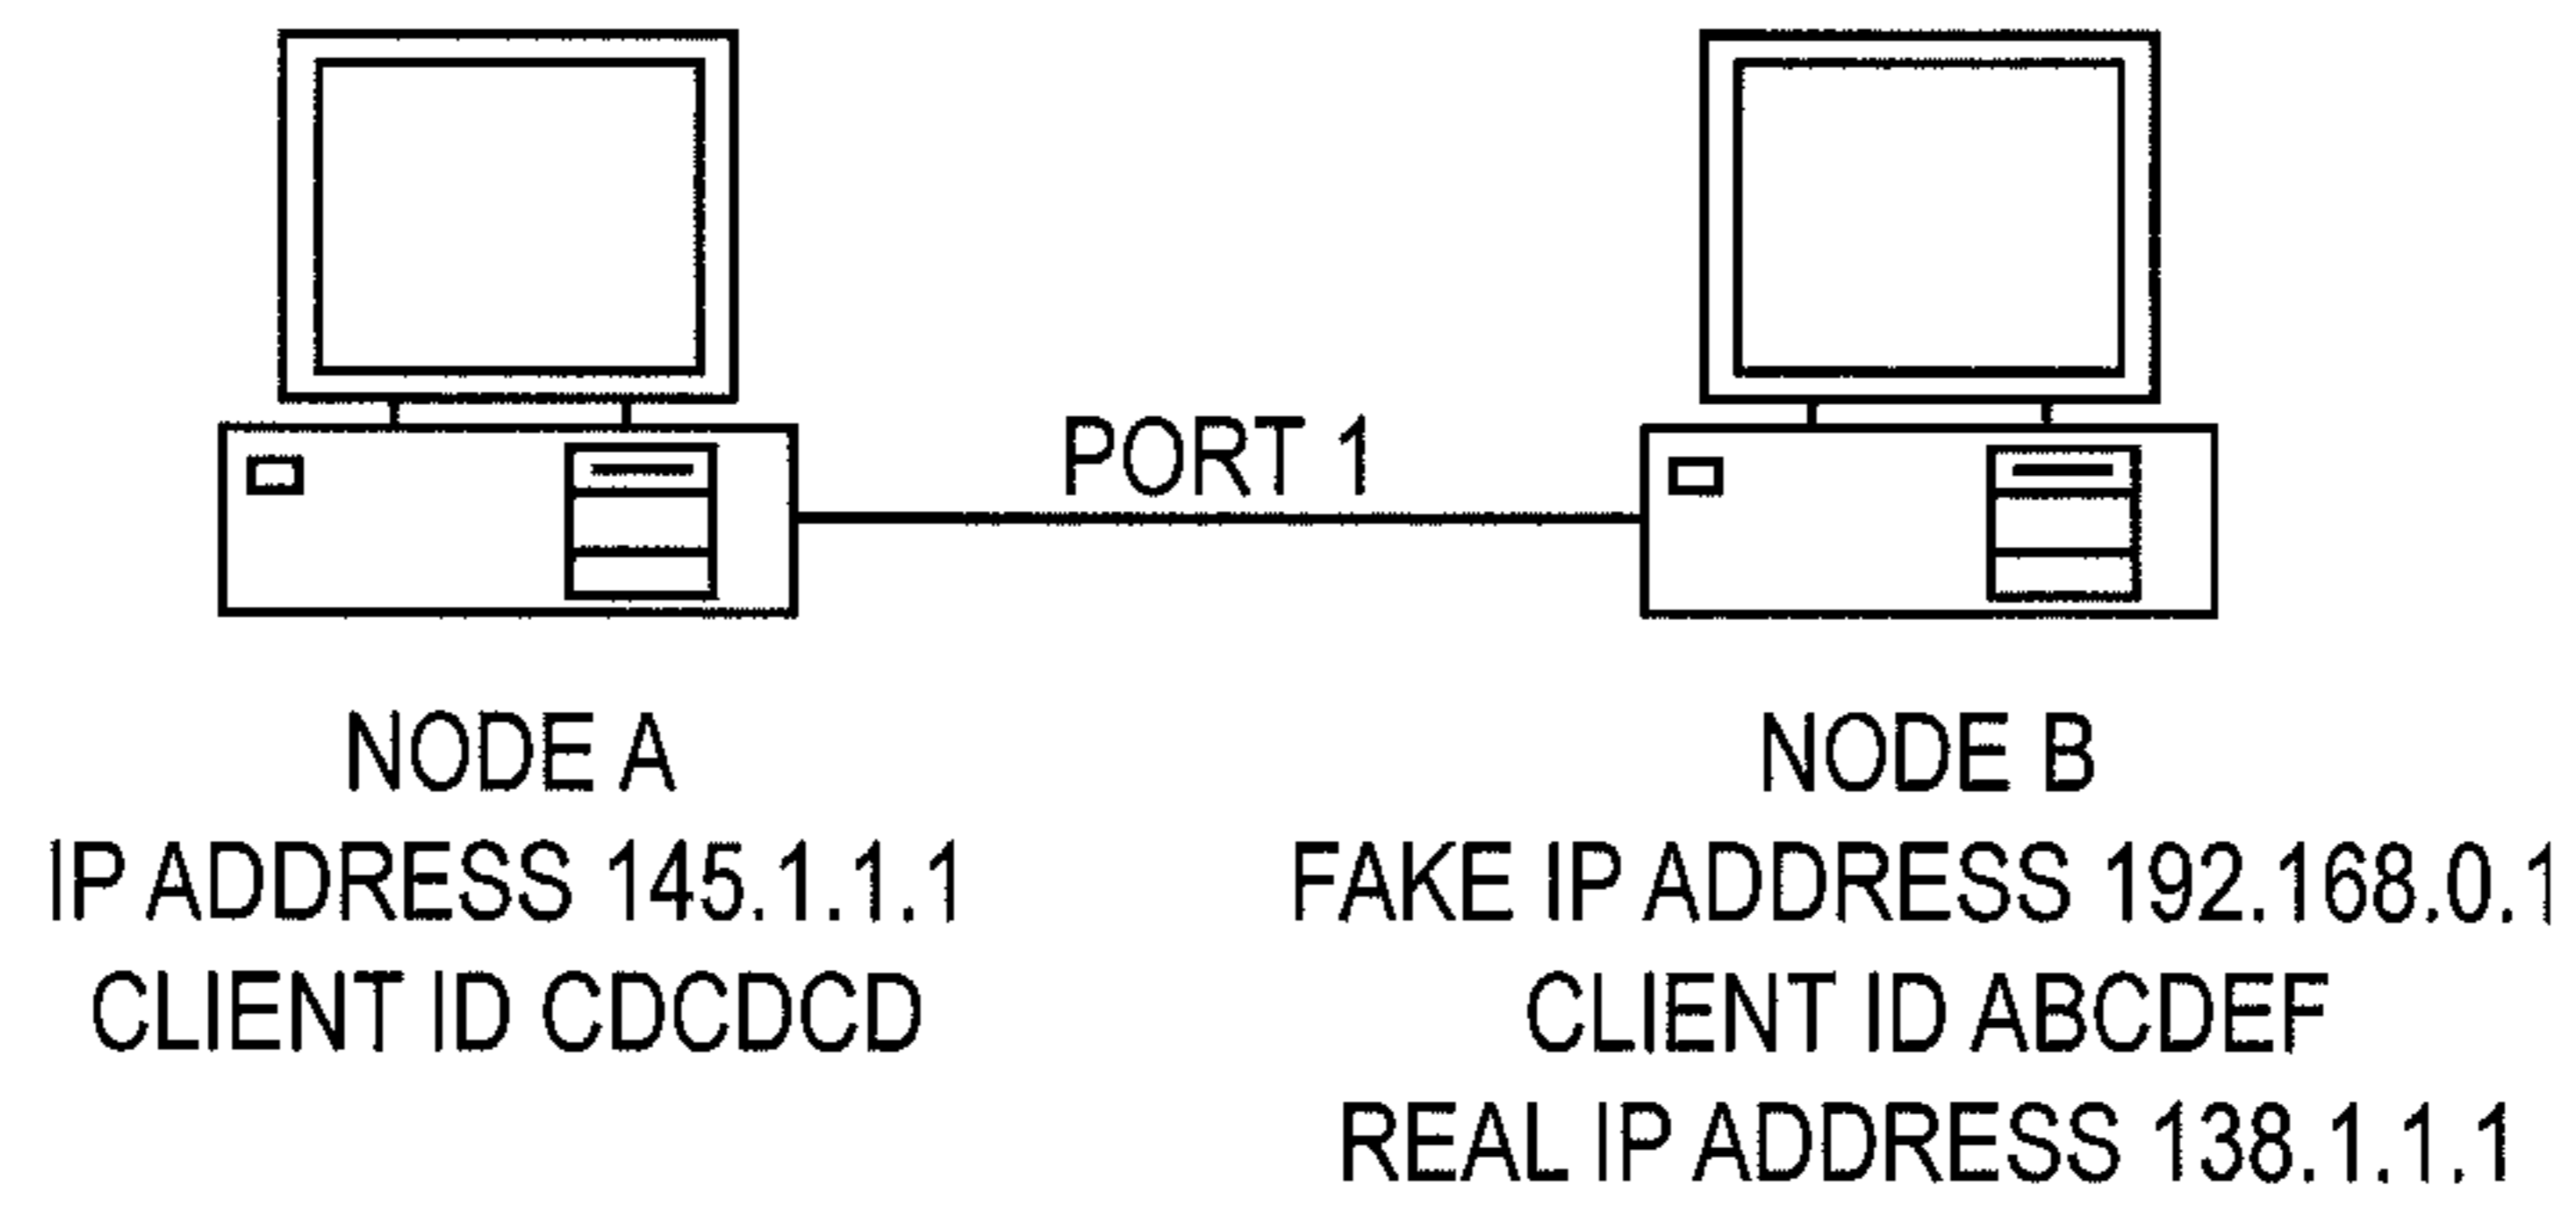 PORT 1
NODE A
IP ADDRESS 145.1.1.1
CLIENT ID CDCDCD
NODE B
FAKE IP ADDRESS 192.168.0.1
CLIENT ID ABCDEF
REAL IP ADDRESS 138.1.1.1